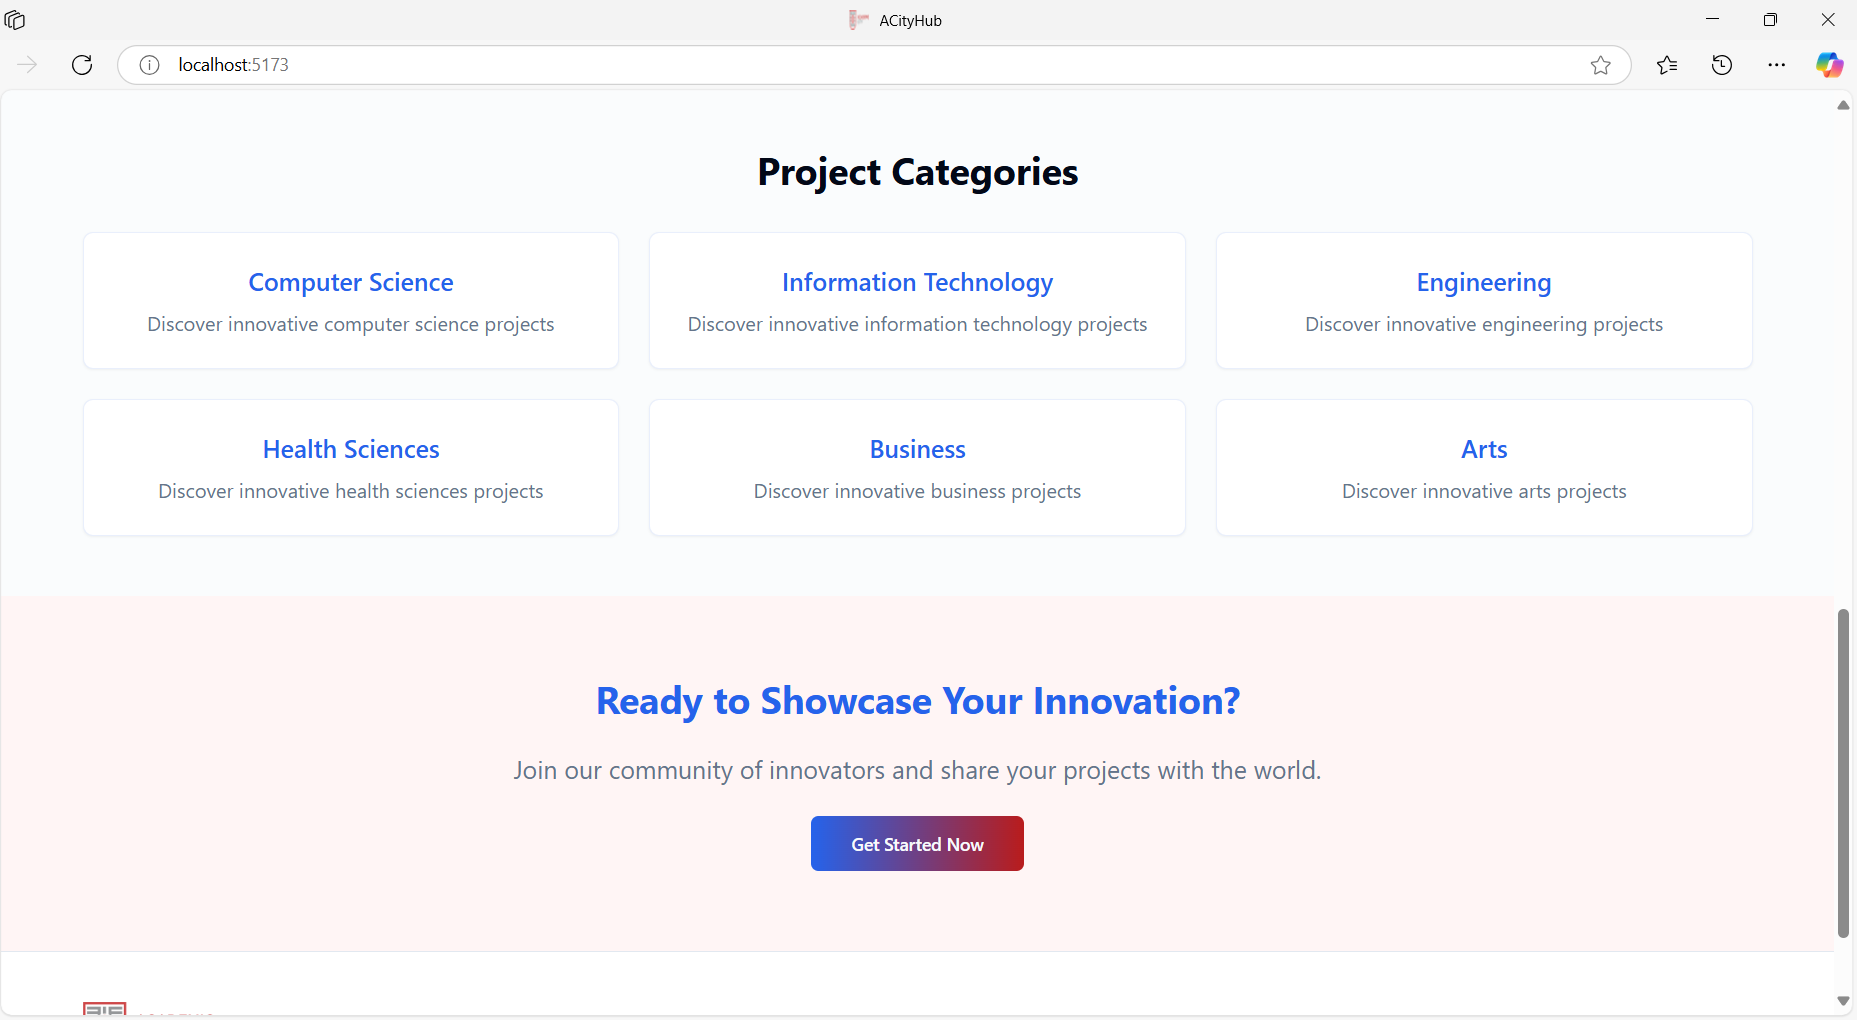 ACityHub
localhost:5173
Project Categories
Computer Science
Discover innovative computer science projects
Information Technology
Discover innovative information technology projects
Engineering
Discover innovative engineering projects
Health Sciences
Discover innovative health sciences projects
Business
Discover innovative business projects
Arts
Discover innovative arts projects
Ready to Showcase Your Innovation?
Join our community of innovators and share your projects with the world.
Get Started Now